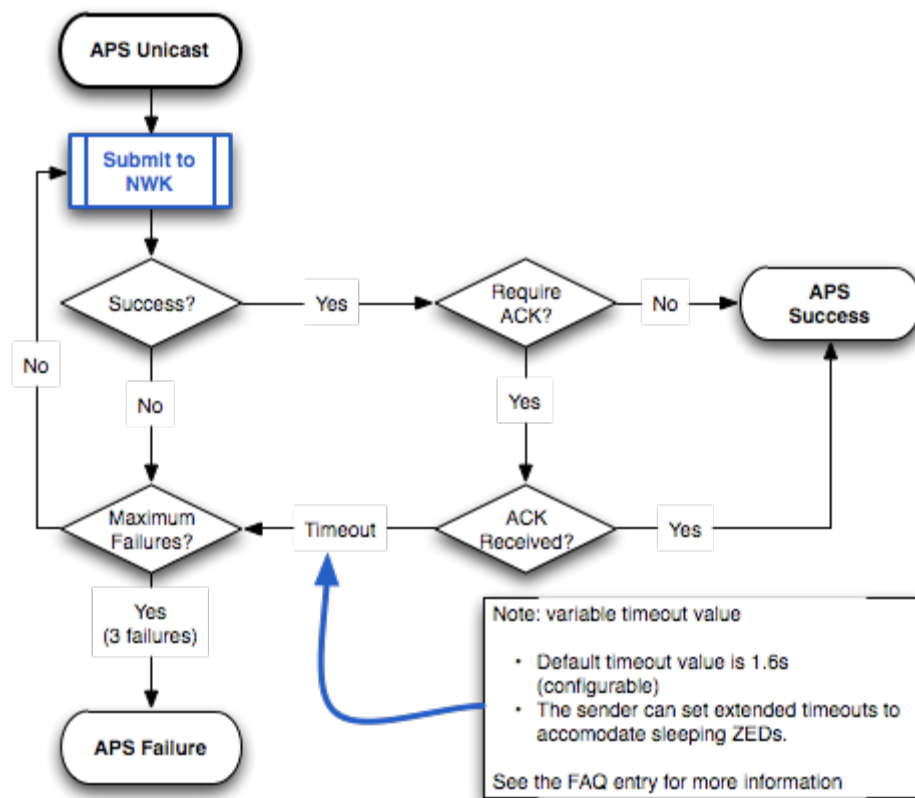 APS Unicast
Submit to
NWK
Success?
Yes
Require
ACK?
No
APS
Success
No
No
Yes
Maximum
Failures?
Timeout
ACK
Received?
Yes
Yes
(3 failures)
Note: variable timeout value
• Default timeout value is 1.6s
(configurable)
• The sender can set extended timeouts to
accomodate sleeping ZEDs.
See the FAQ entry for more information
APS Failure